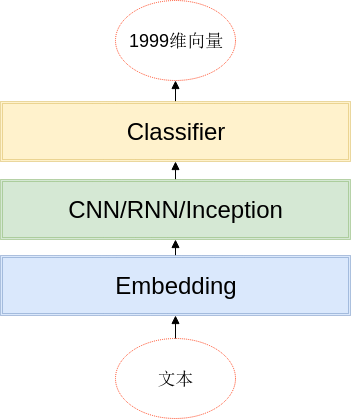 1999维向量
Classifier
CNN/RNN/Inception
Embedding
文本